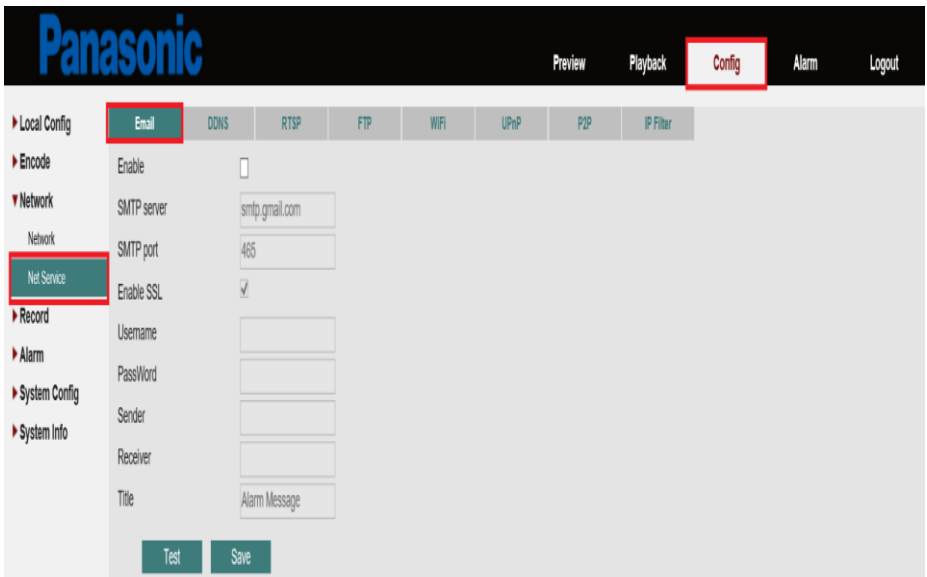 Panasonic
Preview Playback Config Alarm Logout
Local Config
Encode
Network
Network
Net Service
Record
Alarm
System Config
System Info
Email DDNS RTSP FTP WiFi UPnP P2P IP Filter
Enable
SMTP server smtp.gmail.com
SMTP port 465
Enable SSL
Username
PassWord
Sender
Receiver
Title Alarm Message
Test Save